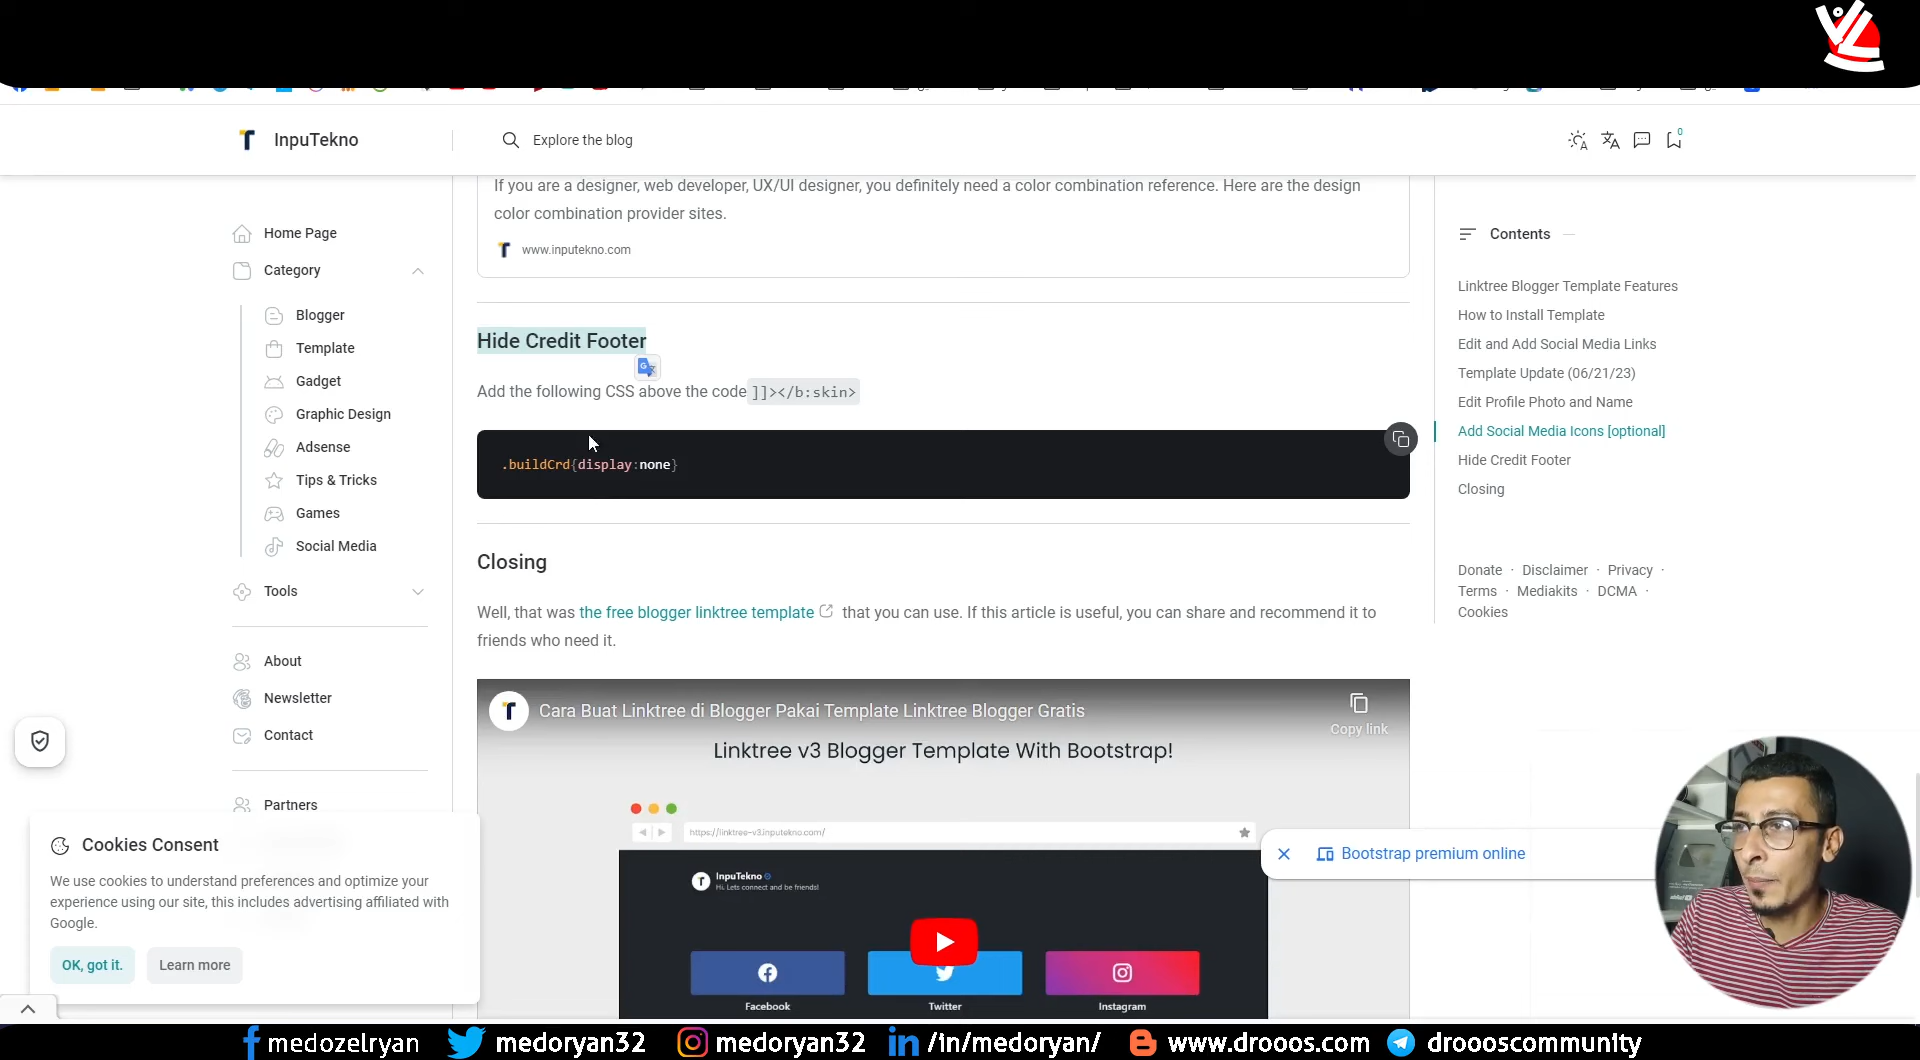 InpuTekno
Explore the blog
0
If you are a designer, web developer, UX/UI designer, you definitely need a color combination reference. Here are the design
color combination provider sites.
www.inputekno.com
Home Page
Category
Blogger
Template
Gadget
Graphic Design
Adsense
Tips & Tricks
Games
Social Media
Tools
About
Newsletter
Contact
Partners
Hide Credit Footer
Add the following CSS above the code ]]></b:skin>
.buildCrd{display:none}
Closing
Well, that was the free blogger linktree template that you can use. If this article is useful, you can share and recommend it to
friends who need it.
Cara Buat Linktree di Blogger Pakai Template Linktree Blogger Gratis
Copy link
Linktree v3 Blogger Template With Bootstrap!
https://linktree-v3.inputekno.com/
InpuTekno
Hi, Lets connect and be friends!
Facebook
Twitter
Instagram
Contents
Linktree Blogger Template Features
How to Install Template
Edit and Add Social Media Links
Template Update (06/21/23)
Edit Profile Photo and Name
Add Social Media Icons [optional]
Hide Credit Footer
Closing
Donate · Disclaimer · Privacy ·
Terms · Mediakits · DCMA ·
Cookies
Cookies Consent
We use cookies to understand preferences and optimize your
experience using our site, this includes advertising affiliated with
Google.
OK, got it.
Learn more
Bootstrap premium online
medozelryan
medoryan32
medoryan32
/in/medoryan/
www.drooos.com
droooscommunity